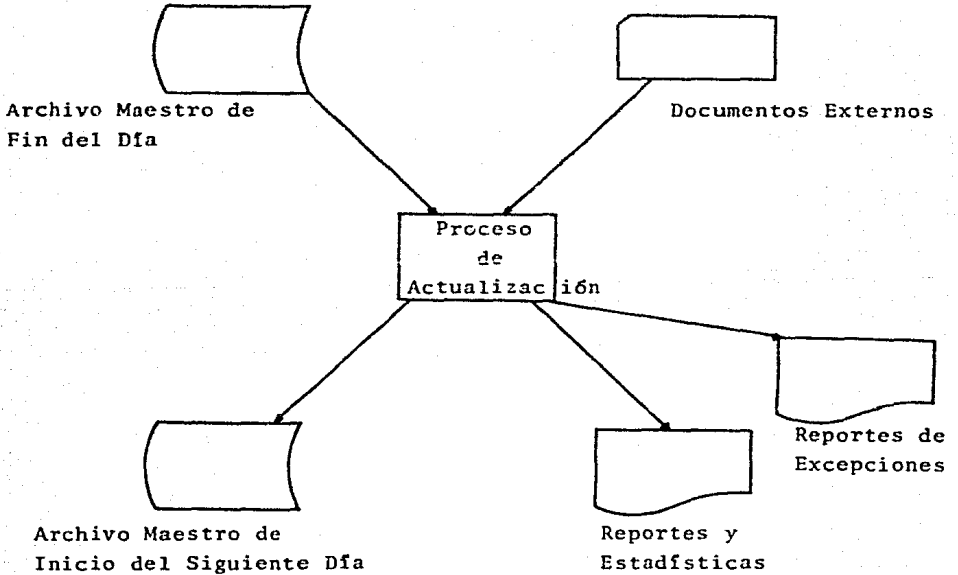 Archivo Maestro de
Fin del Día
Documentos Externos
Proceso
de
Actualización
Reportes de
Excepciones
Archivo Maestro de
Inicio del Siguiente Día
Reportes y
Estadísticas